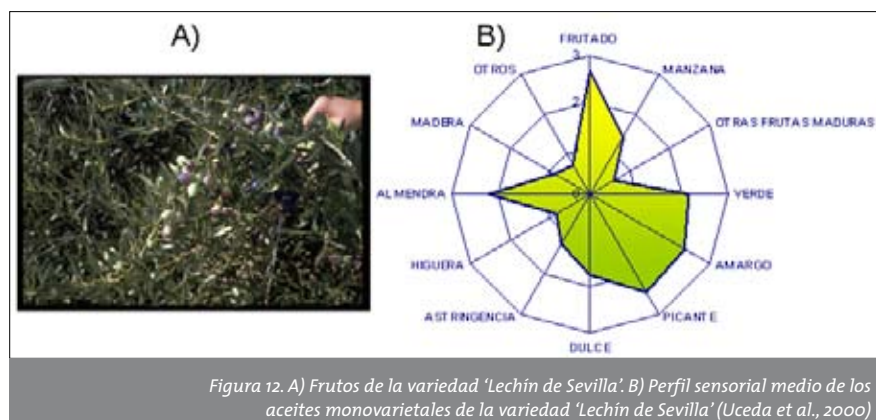 A)
B)
FRUTADO
MANZANA
OTRAS FRUTAS MADURAS
VERDE
AMARGO
PICANTE
DULCE
ASTRINGENCIA
HIGUERA
ALMENDRA
MADERA
OTROS
3
2
0
Figura 12. A) Frutos de la variedad ‘Lechín de Sevilla’. B) Perfil sensorial medio de los
aceites monovarietales de la variedad ‘Lechín de Sevilla’ (Uceda et al., 2000)